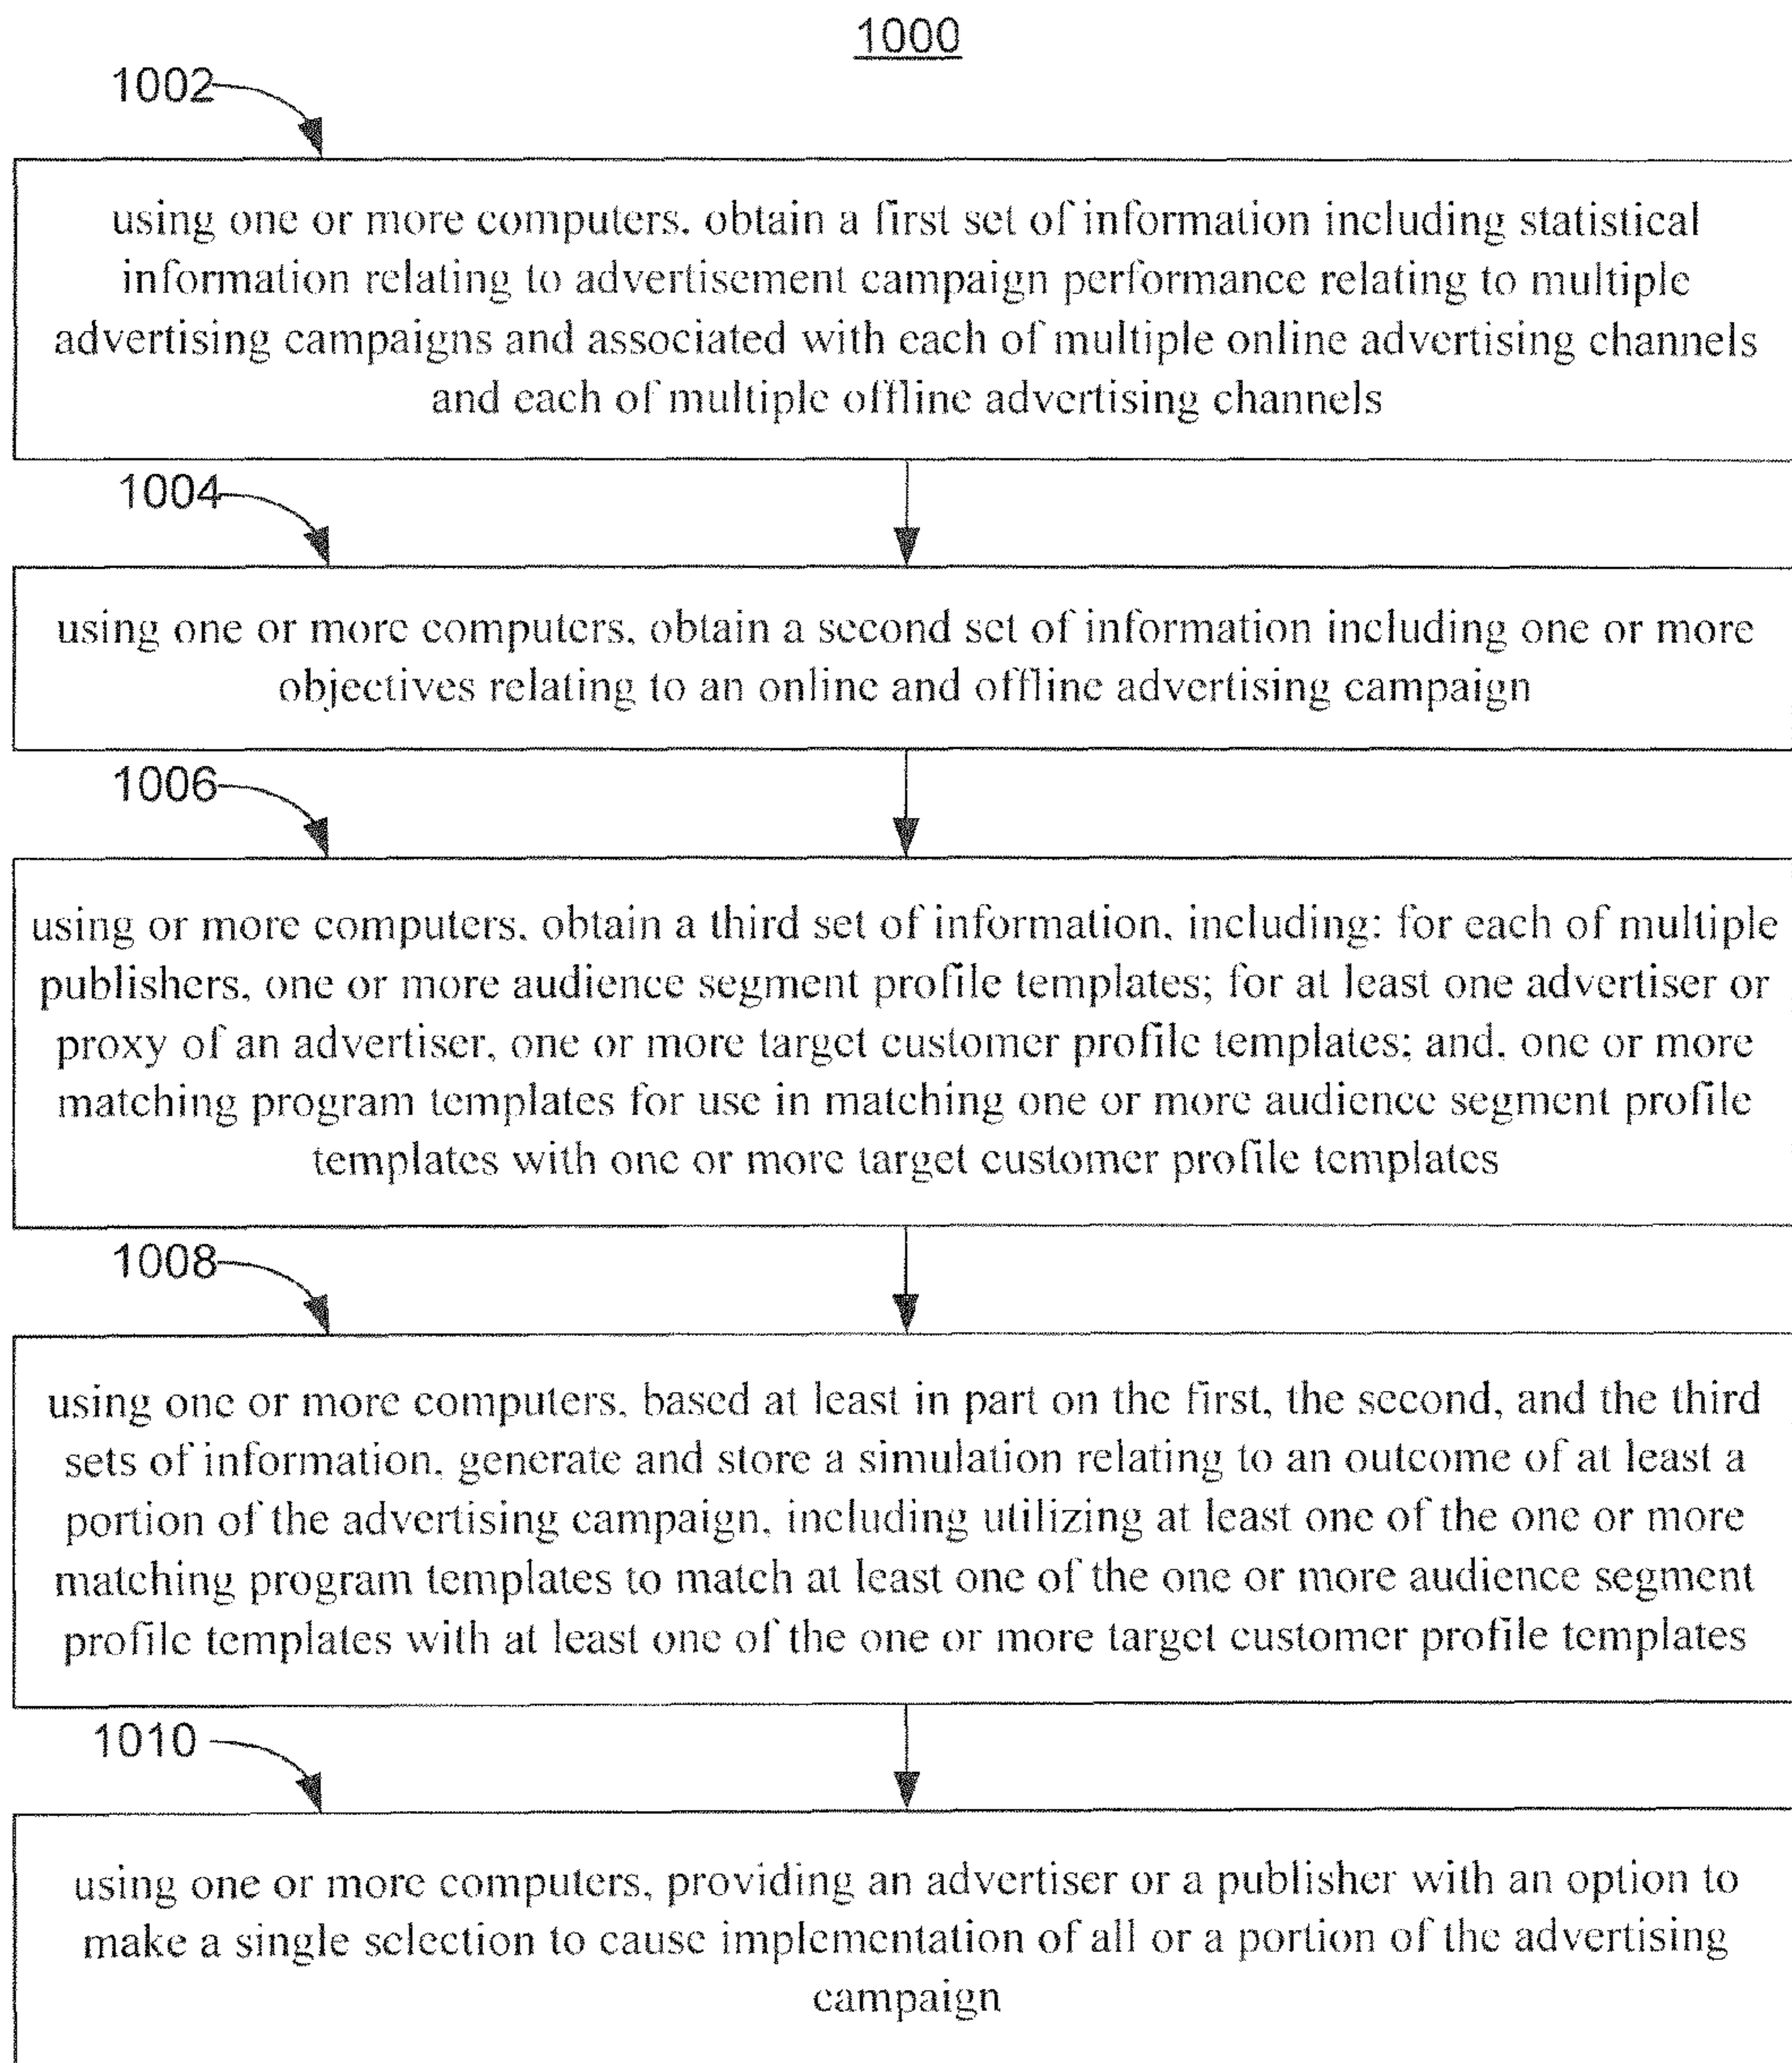 1000
1002
using one or more computers, obtain a first set of information including statistical
information relating to advertisement campaign performance relating to multiple
advertising campaigns and associated with each of multiple online advertising channels
and each of multiple offline advertising channels
1004
using one or more computers, obtain a second set of information including one or more
objectives relating to an online and offline advertising campaign
1006
using or more computers, obtain a third set of information, including: for each of multiple
publishers, one or more audience segment profile templates; for at least one advertiser or
proxy of an advertiser, one or more target customer profile templates; and, one or more
matching program templates for use in matching one or more audience segment profile
templates with one or more target customer profile templates
1008
using one or more computers, based at least in part on the first, the second, and the third
sets of information, generate and store a simulation relating to an outcome of at least a
portion of the advertising campaign, including utilizing at least one of the one or more
matching program templates to match at least one of the one or more audience segment
profile templates with at least one of the one or more target customer profile templates
1010
using one or more computers, providing an advertiser or a publisher with an option to
make a single selection to cause implementation of all or a portion of the advertising
campaign